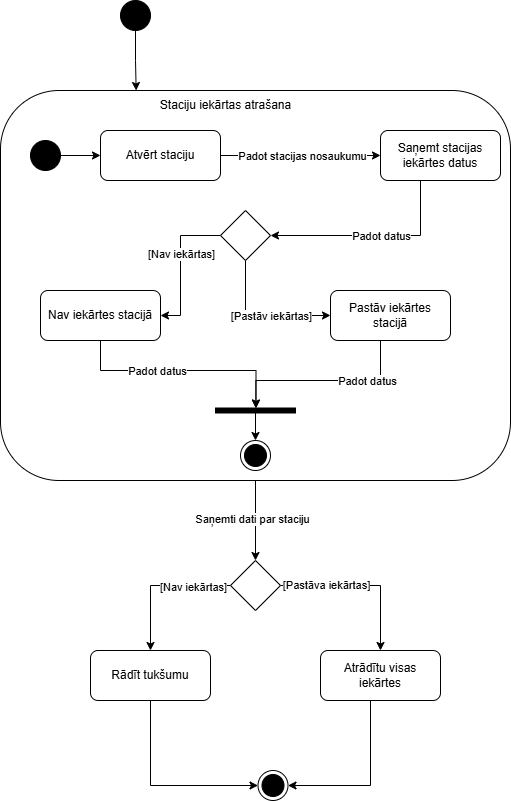 Staciju iekārtas atrašana
Atvērt staciju
Padot stacijas nosaukumu
Saņemt stacijas
iekārtes datus
Padot datus
[Nav iekārtas]
[Pastāv iekārtas]
Nav iekārtes stacijā
Pastāv iekārtes
stacijā
Padot datus
Padot datus
Saņemti dati par staciju
[Nav iekārtas]
[Pastāva iekārtas]
Rādīt tukšumu
Atrādītu visas
iekārtes